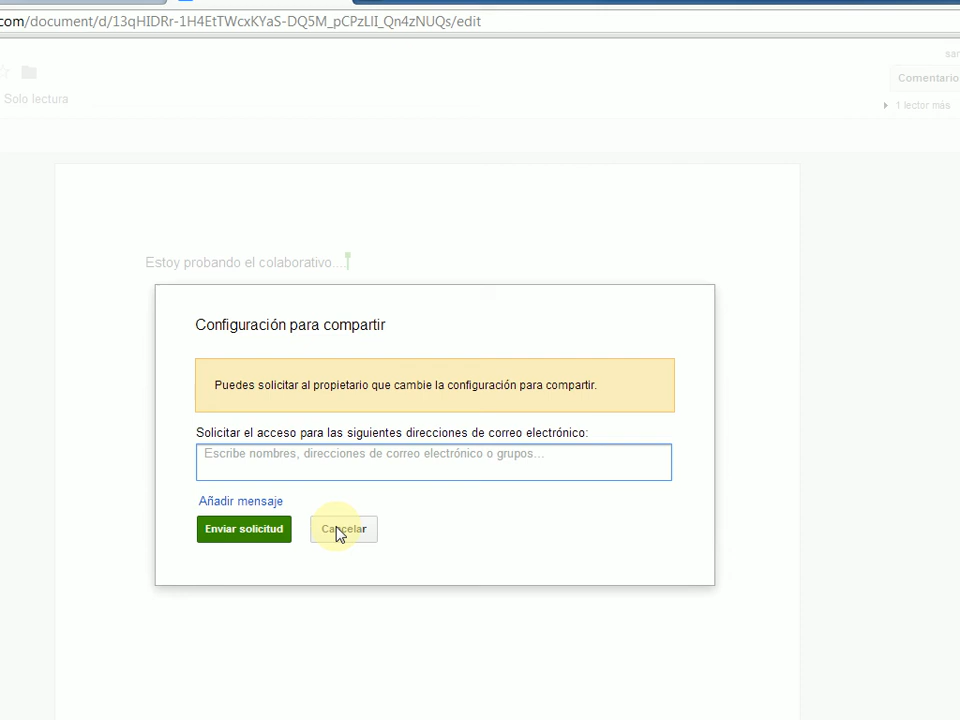 com/document/d/13qHIDRr-1H4EtTWcxKYaS-DQ5M_pCPzLlI_Qn4zNUQs/edit
Comentario
Solo lectura
1 lector más
Estoy probando el colaborativo....
Configuración para compartir
Puedes solicitar al propietario que cambie la configuración para compartir.
Solicitar el acceso para las siguientes direcciones de correo electrónico:
Escribe nombres, direcciones de correo electrónico o grupos...
Añadir mensaje
Enviar solicitud
Cancelar